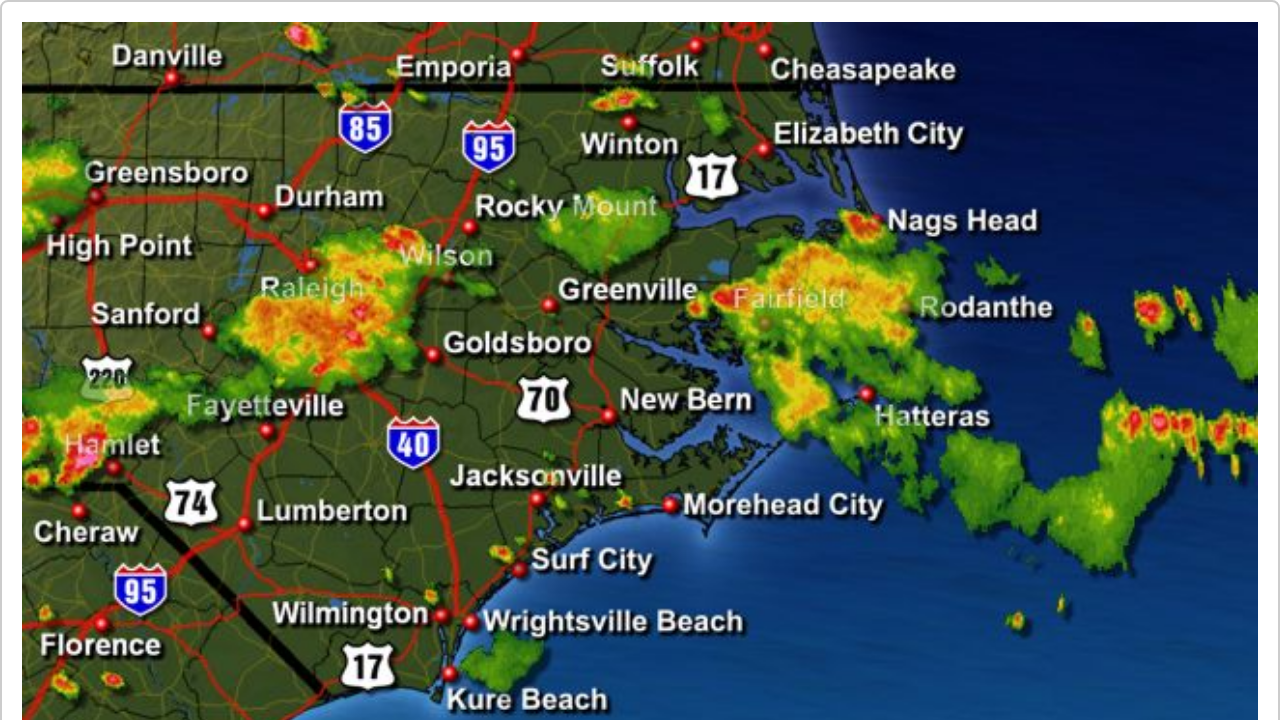 Danville
Emporia
Suffolk
Cheasapeake
85
95
Winton
Elizabeth City
17
Greensboro
Durham
Rocky Mount
Nags Head
High Point
Wilson
Raleigh
Greenville
Fairfield
Rodanthe
Sanford
Goldsboro
220
Fayetteville
70
New Bern
Hatteras
40
Hamlet
Jacksonville
74
Lumberton
Morehead City
Cheraw
Surf City
95
Wilmington
Wrightsville Beach
Florence
17
Kure Beach